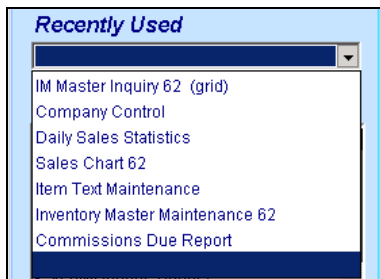 Recently Used
IM Master Inquiry 62 (grid)
Company Control
Daily Sales Statistics
Sales Chart 62
Item Text Maintenance
Inventory Master Maintenance 62
Commissions Due Report